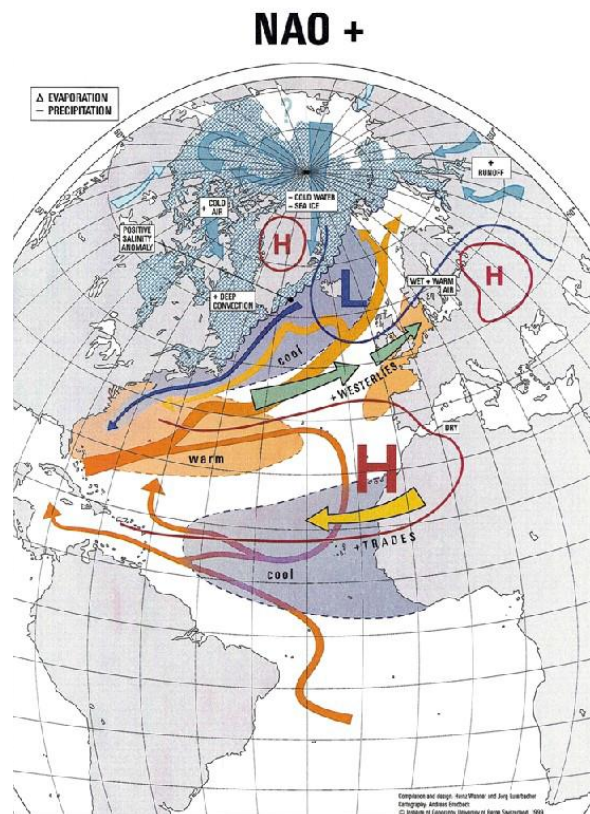 NAO +
Δ EVAPORATION
– PRECIPITATION
?
+
RUNOFF
+ COLD
AIR
– COLD WATER
– SEA ICE
POSITIVE
SALINITY
ANOMALY
H
WET + WARM
AIR
H
L
+ DEEP
CONVECTION
cool
+ WESTERLIES
DRY
warm
H
+ TRADES
cool
Compilation and design: Heinz Wanner and Jürg Luterbacher
Cartography: Andreas Brodbeck
© Institute of Geography University of Berne Switzerland, 1999